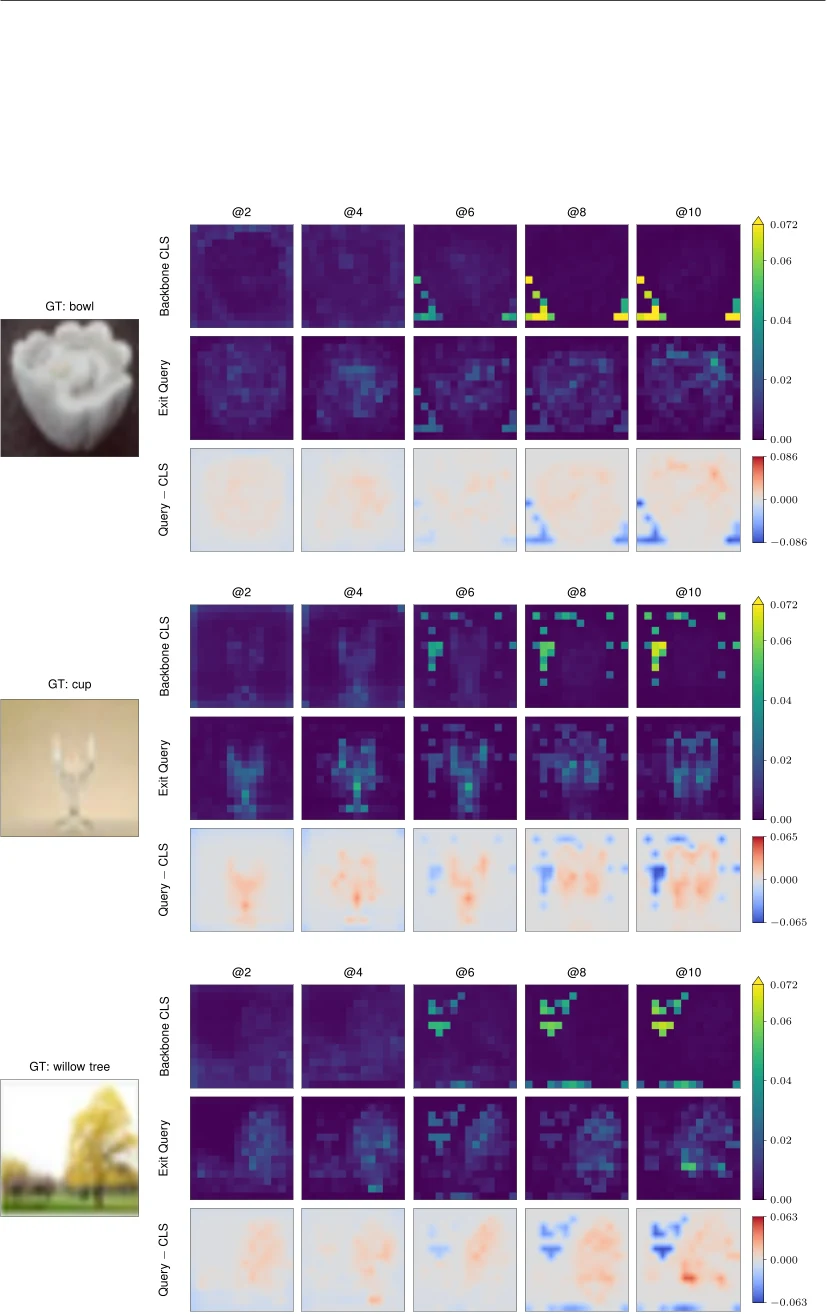 @2 @4 @6 @8 @10
Backbone CLS
0.072
0.06
0.04
0.02
0.00
GT: bowl
Exit Query
Query − CLS
0.086
0.000
−0.086
@2 @4 @6 @8 @10
Backbone CLS
0.072
0.06
0.04
0.02
0.00
GT: cup
Exit Query
Query − CLS
0.065
0.000
−0.065
@2 @4 @6 @8 @10
Backbone CLS
0.072
0.06
0.04
0.02
0.00
GT: willow tree
Exit Query
Query − CLS
0.063
0.000
−0.063